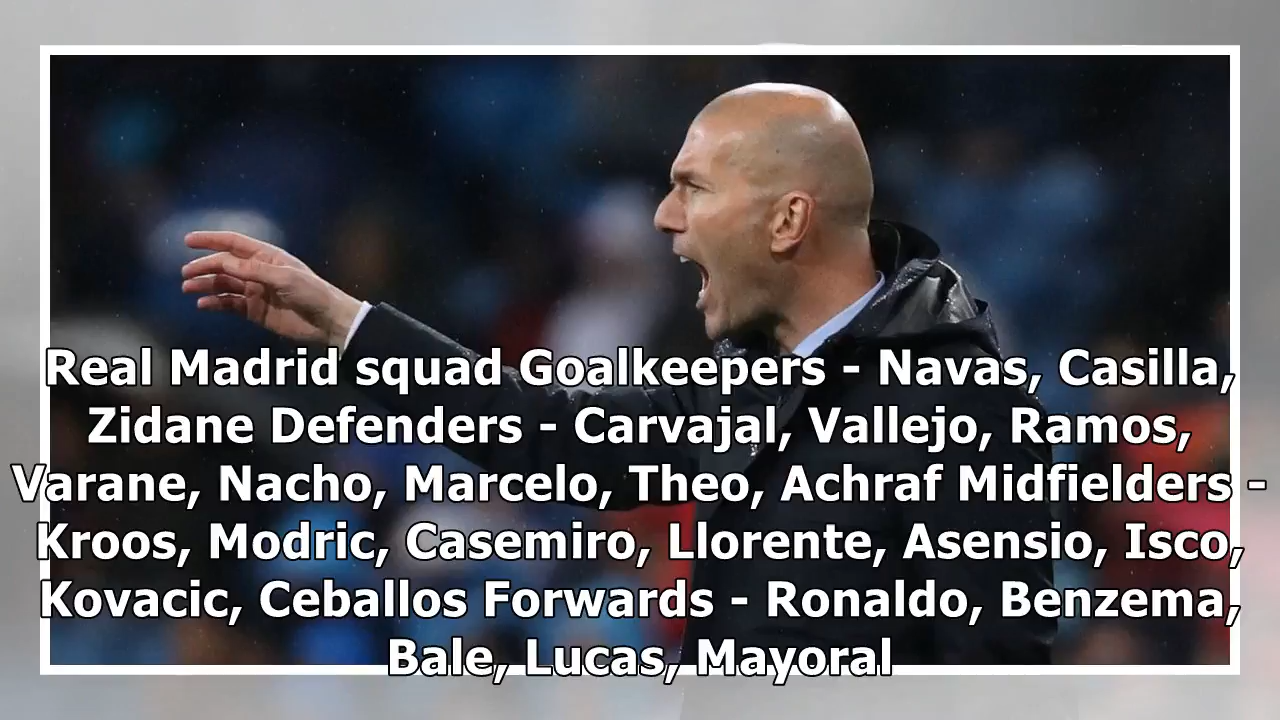 Real Madrid squad Goalkeepers - Navas, Casilla,
Zidane Defenders - Carvajal, Vallejo, Ramos,
Varane, Nacho, Marcelo, Theo, Achraf Midfielders -
Kroos, Modric, Casemiro, Llorente, Asensio, Isco,
Kovacic, Ceballos Forwards - Ronaldo, Benzema,
Bale, Lucas, Mayoral